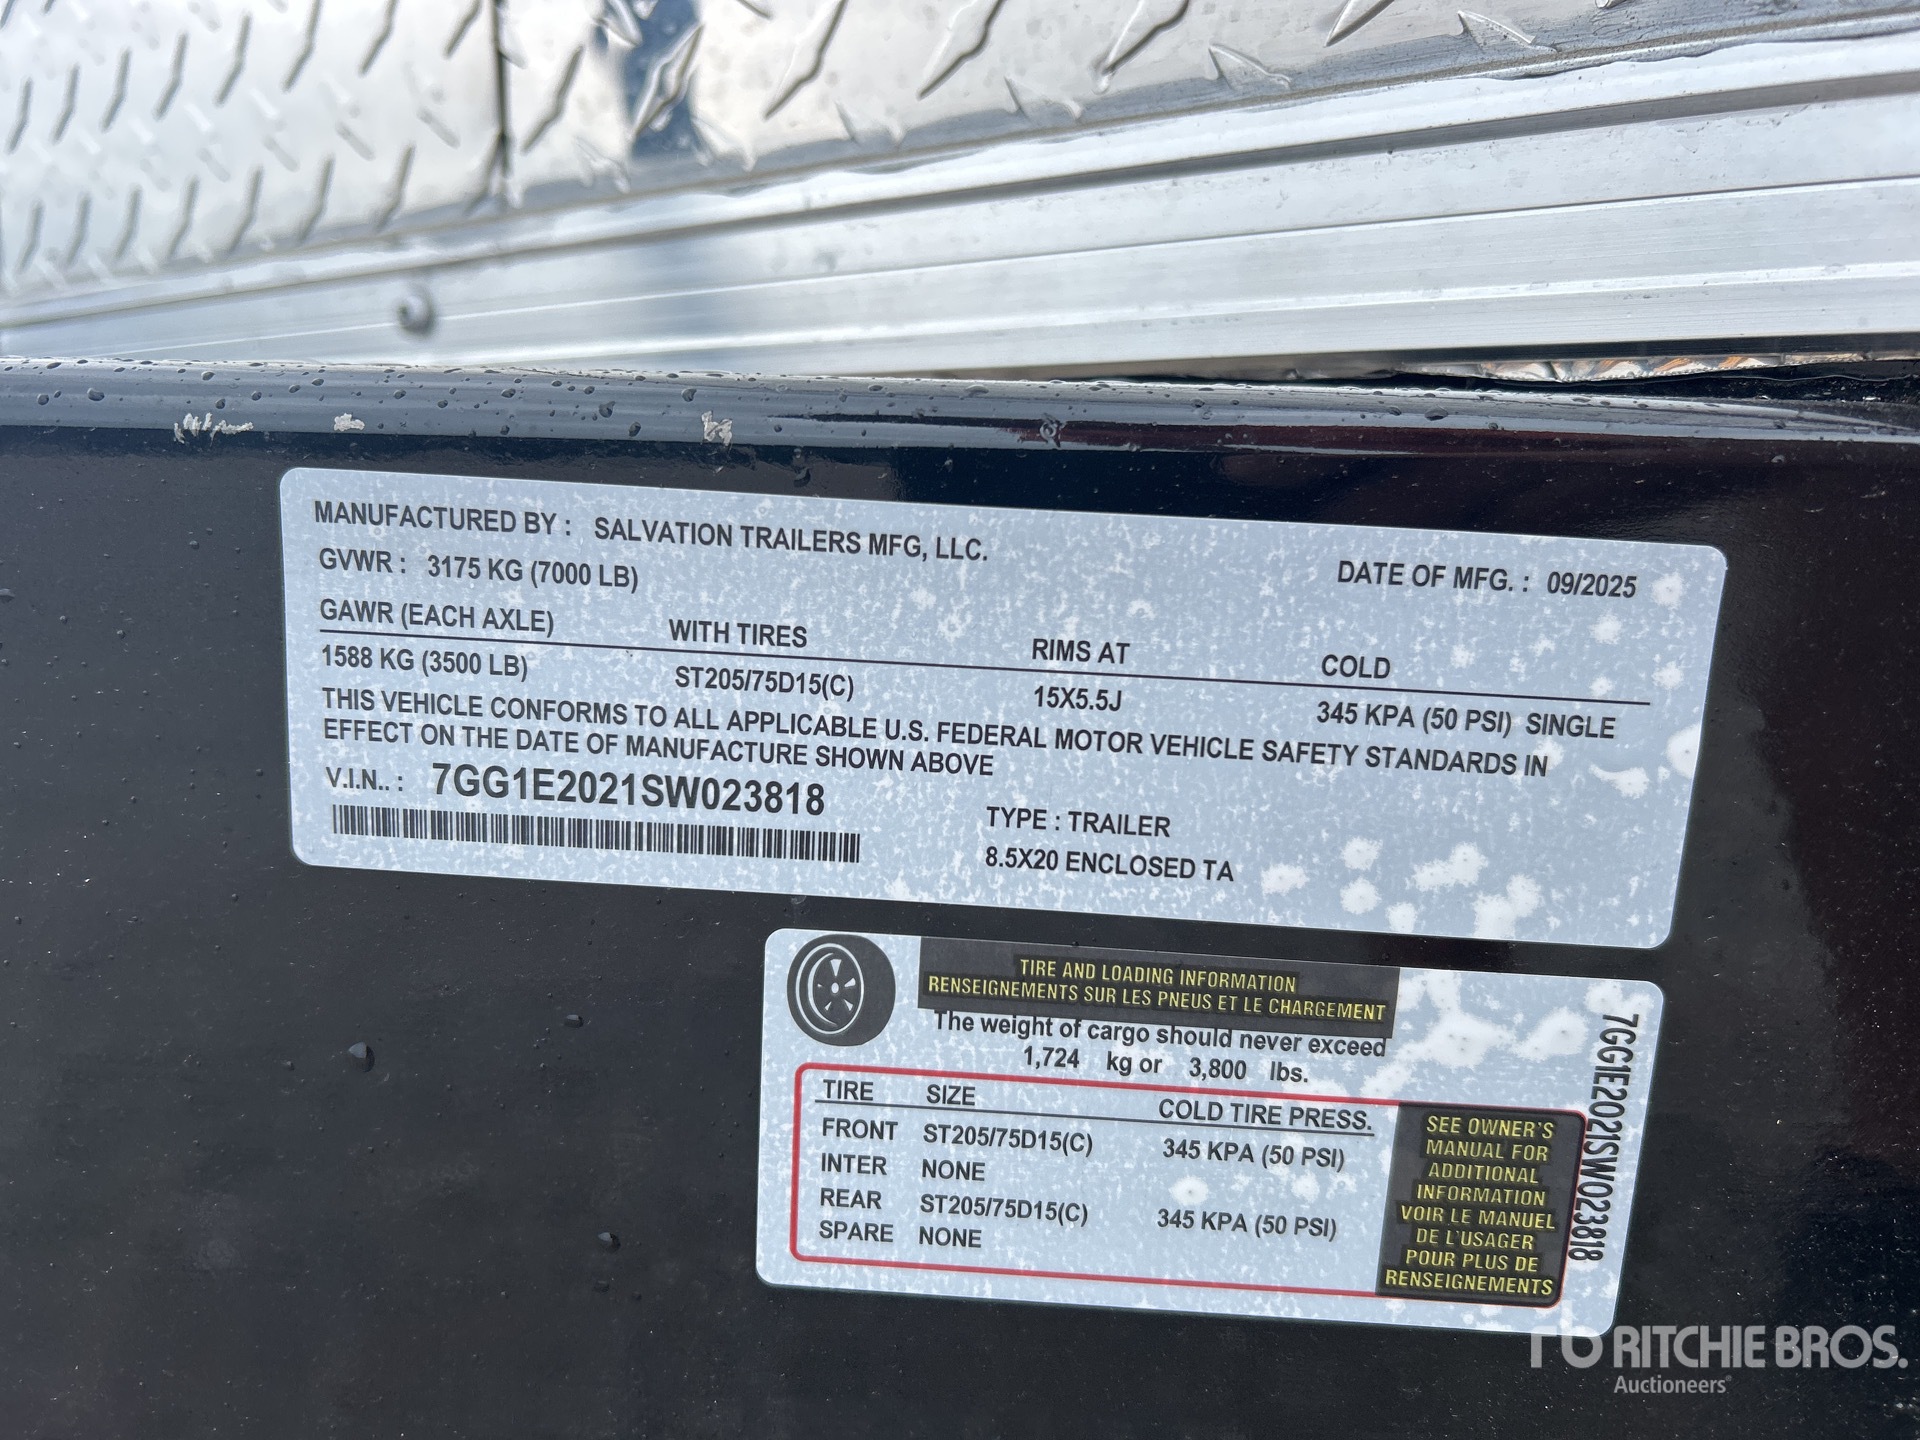 MANUFACTURED BY : SALVATION TRAILERS MFG, LLC.
GVWR : 3175 KG (7000 LB) DATE OF MFG. : 09/2025
GAWR (EACH AXLE) WITH TIRES RIMS AT COLD
1588 KG (3500 LB) ST205/75D15(C) 15X5.5J 345 KPA (50 PSI) SINGLE
THIS VEHICLE CONFORMS TO ALL APPLICABLE U.S. FEDERAL MOTOR VEHICLE SAFETY STANDARDS IN
EFFECT ON THE DATE OF MANUFACTURE SHOWN ABOVE
V.I.N.. : 7GG1E2021SW023818
TYPE : TRAILER
8.5X20 ENCLOSED TA
TIRE AND LOADING INFORMATION
RENSEIGNEMENTS SUR LES PNEUS ET LE CHARGEMENT
The weight of cargo should never exceed
1,724 kg or 3,800 lbs.
TIRE SIZE COLD TIRE PRESS.
FRONT ST205/75D15(C) 345 KPA (50 PSI)
INTER NONE
REAR ST205/75D15(C) 345 KPA (50 PSI)
SPARE NONE
SEE OWNER'S
MANUAL FOR
ADDITIONAL
INFORMATION
VOIR LE MANUEL
DE L'USAGER
POUR PLUS DE
RENSEIGNEMENTS
7GG1E2021SW023818
RITCHIE BROS.
Auctioneers